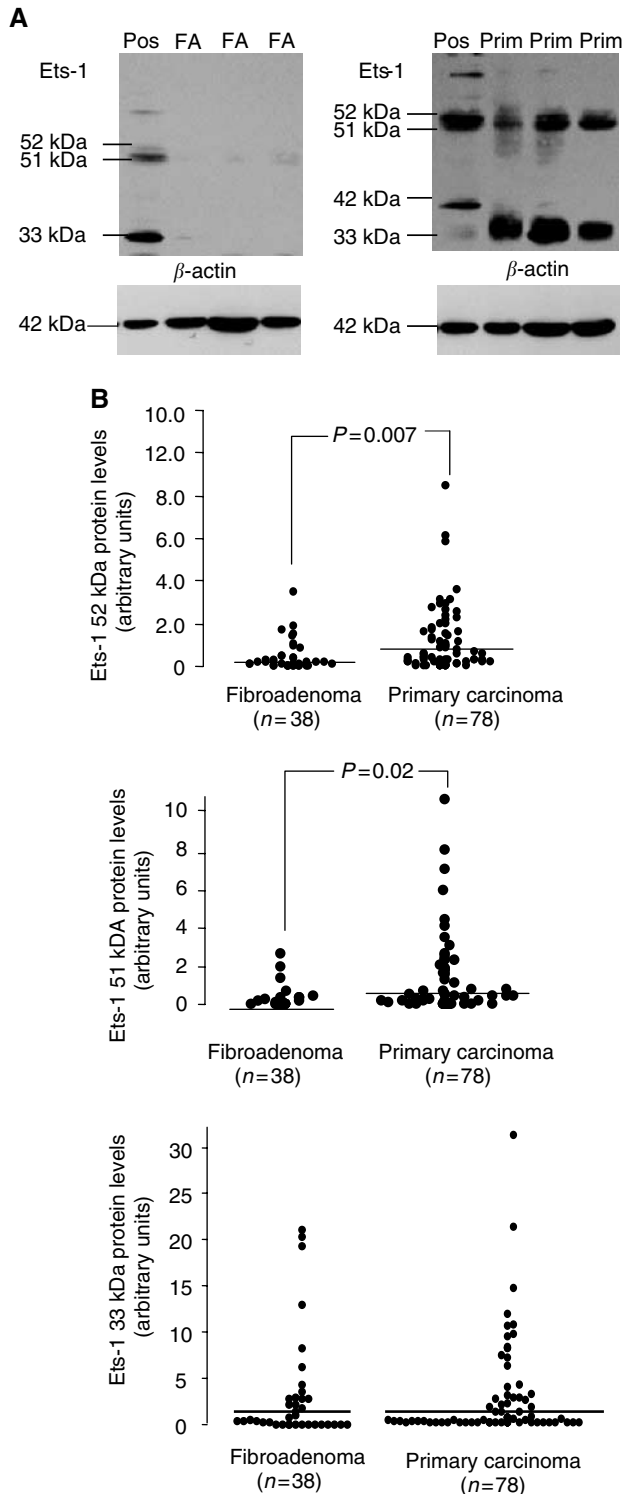 A
Pos FA FA FA
Ets-1
52 kDa
51 kDa
33 kDa
β-actin
42 kDa
Pos Prim Prim Prim
Ets-1
52 kDa
51 kDa
42 kDa
33 kDa
β-actin
42 kDa
B
Ets-1 52 kDa protein levels
(arbitrary units)
10.0
12.0
8.0
6.0
4.0
2.0
0
P=0.007
Fibroadenoma
(n=38)
Primary carcinoma
(n=78)
Ets-1 51 kDA protein levels
(arbitrary units)
10
8
6
4
2
0
P=0.02
Fibroadenoma
(n=38)
Primary carcinoma
(n=78)
Ets-1 33 kDa protein levels
(arbitrary units)
30
25
20
15
10
5
0
Fibroadenoma
(n=38)
Primary carcinoma
(n=78)